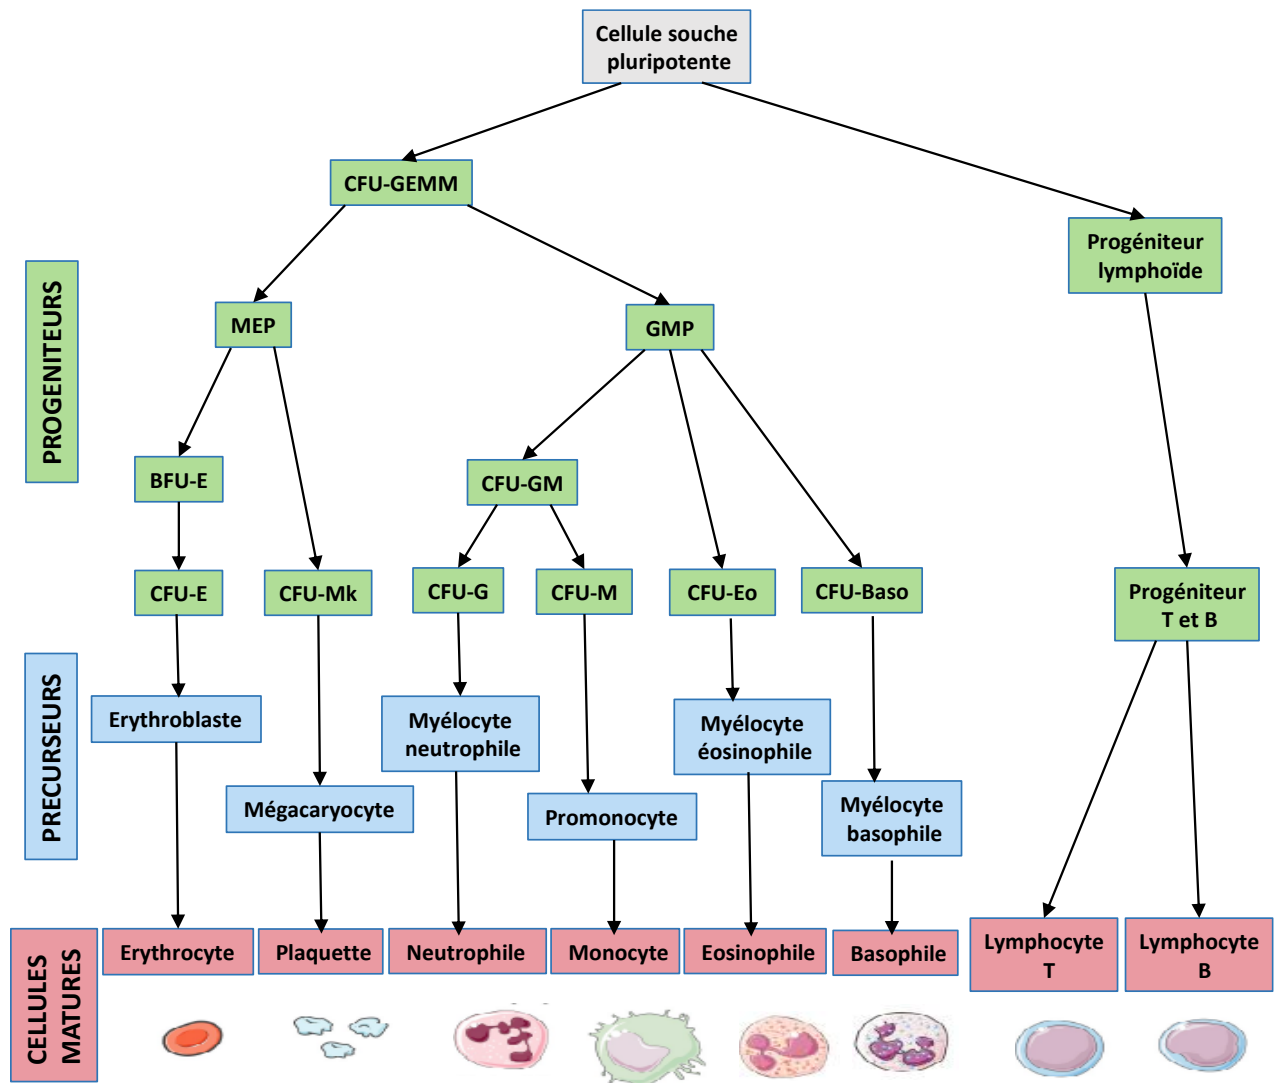 Cellule souche
pluripotente
CFU-GEMM
Progéniteur
lymphoïde
PROGENITEURS
MEP
GMP
BFU-E
CFU-GM
CFU-E
CFU-Mk
CFU-G
CFU-M
CFU-Eo
CFU-Baso
Progéniteur
T et B
PRECURSEURS
Erythroblaste
Myélocyte
neutrophile
Myélocyte
éosinophile
Mégacaryocyte
Promonocyte
Myélocyte
basophile
CELLULES
MATURES
Erythrocyte
Plaquette
Neutrophile
Monocyte
Eosinophile
Basophile
Lymphocyte
T
Lymphocyte
B